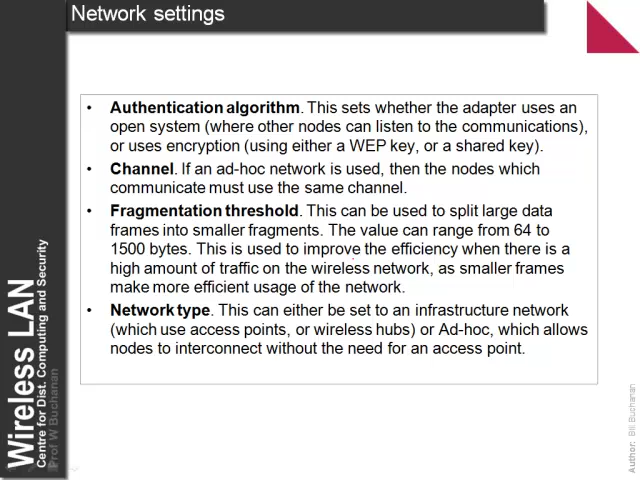 Network settings
• Authentication algorithm. This sets whether the adapter uses an
open system (where other nodes can listen to the communications),
or uses encryption (using either a WEP key, or a shared key).
• Channel. If an ad-hoc network is used, then the nodes which
communicate must use the same channel.
• Fragmentation threshold. This can be used to split large data
frames into smaller fragments. The value can range from 64 to
1500 bytes. This is used to improve the efficiency when there is a
high amount of traffic on the wireless network, as smaller frames
make more efficient usage of the network.
• Network type. This can either be set to an infrastructure network
(which use access points, or wireless hubs) or Ad-hoc, which allows
nodes to interconnect without the need for an access point.
Wireless LAN
Centre for Dist. Computing and Security
Prof W Buchanan
Author: Bill Buchanan